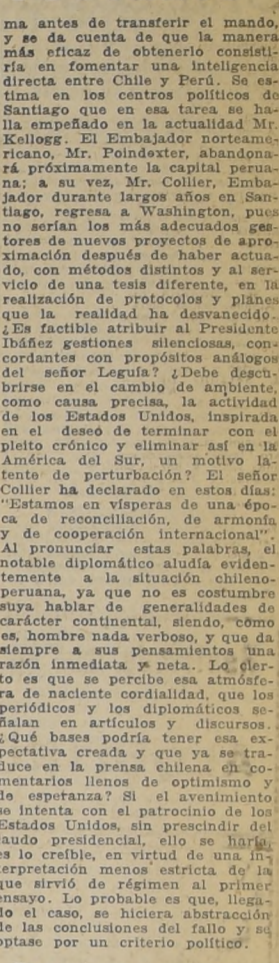 ma antes de transferir el mando,
y se da cuenta de que la manera
más eficaz de obtenerlo consisti-
ría en fomentar una inteligencia
directa entre Chile y Perú. Se es-
tima en los centros políticos de
Santiago que en esa tarea se ha-
lla empeñado en la actualidad Mr.
Kellogg. El Embajador norteame-
ricano, Mr. Poindexter, abandona-
rá próximamente la capital perua-
na; a su vez, Mr. Collier, Emba-
jador durante largos años en San-
tiago, regresa a Washington, pues
no serían los más adecuados ges-
tores de nuevos proyectos de apro-
ximación después de haber actua-
do, con métodos distintos y al ser-
vicio de una tesis diferente, en la
realización de protocolos y planes
que la realidad ha desvanecido.
¿Es factible atribuir al Presidente
Ibáñez gestiones silenciosas, con-
cordantes con propósitos análogos
del señor Leguía? ¿Debe descu-
brirse en el cambio de ambiente,
como causa precisa, la actividad
de los Estados Unidos, inspirada
en el deseo de terminar con el
pleito crónico y eliminar así en la
América del Sur, un motivo la-
tente de perturbación? El señor
Collier ha declarado en estos días:
"Estamos en vísperas de una épo-
ca de reconciliación, de armonía
y de cooperación internacional".
Al pronunciar estas palabras, el
notable diplomático aludía eviden-
temente a la situación chileno-
peruana, ya que no es costumbre
suya hablar de generalidades de
carácter continental, siendo, como
es, hombre nada verboso, y que da
siempre a sus pensamientos una
razón inmediata y neta. Lo cier-
to es que se percibe esa atmósfe-
ra de naciente cordialidad, que los
periódicos y los diplomáticos se-
ñalan en artículos y discursos.
¿Qué bases podría tener esa ex-
pectativa creada y que ya se tra-
duce en la prensa chilena en co-
mentarios llenos de optimismo y
de esperanza? Si el avenimiento
se intenta con el patrocinio de los
Estados Unidos, sin prescindir del
laudo presidencial, ello se haría,
es lo creíble, en virtud de una in-
terpretación menos estricta de la
que sirvió de régimen al primer
ensayo. Lo probable es que, llega-
do el caso, se hiciera abstracción
de las conclusiones del fallo y se
optase por un criterio político.